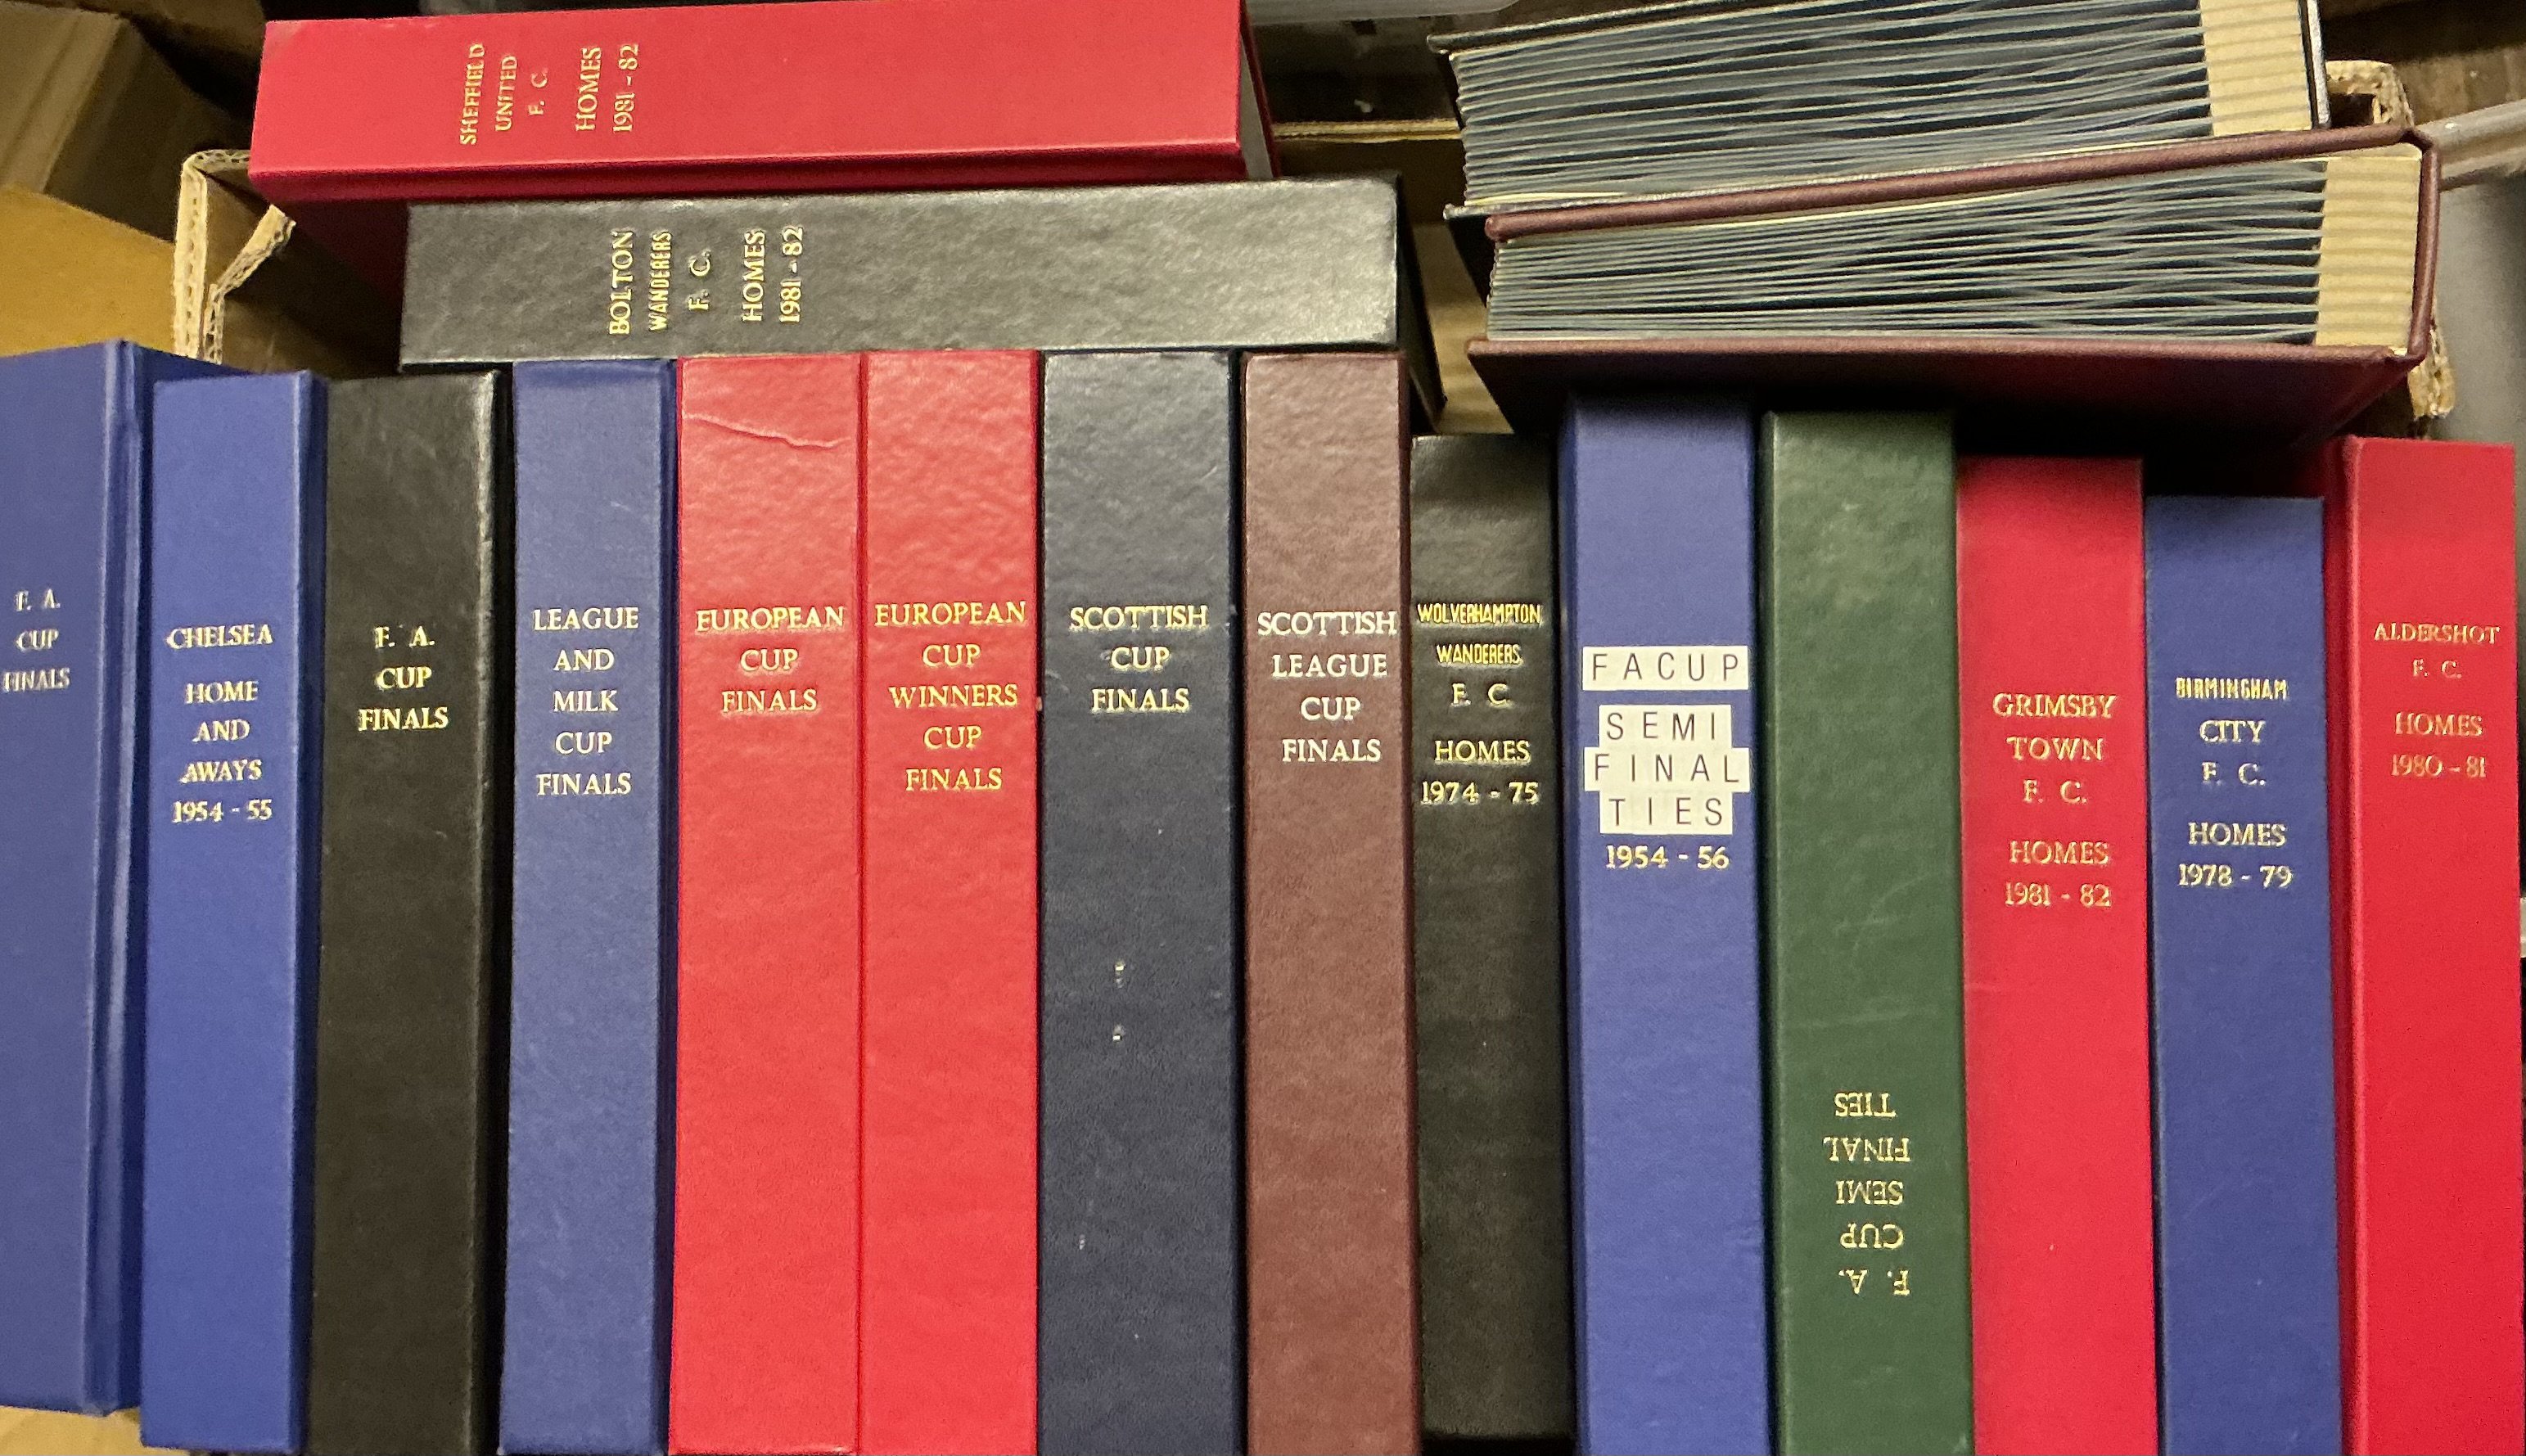 SHEFFIELD
UNITED
F. C.
HOMES
1981 - 82
BOLTON
WANDERERS
F. C.
HOMES
1981 - 82
F. A.
CUP
FINALS
CHELSEA
HOME
AND
AWAYS
1954 - 55
F. A.
CUP
FINALS
LEAGUE
AND
MILK
CUP
FINALS
EUROPEAN
CUP
FINALS
EUROPEAN
CUP
WINNERS
CUP
FINALS
SCOTTISH
CUP
FINALS
SCOTTISH
LEAGUE
CUP
FINALS
WOLVERHAMPTON
WANDERERS
F. C.
HOMES
1974 - 75
FACUP
SEMI
FINAL
TIES
1954 - 56
F. A.
CUP
SEMI
FINAL
TIES
GRIMSBY
TOWN
F. C.
HOMES
1981 - 82
BIRMINGHAM
CITY
F. C.
HOMES
1978 - 79
ALDERSHOT
F. C.
HOMES
1980 - 81